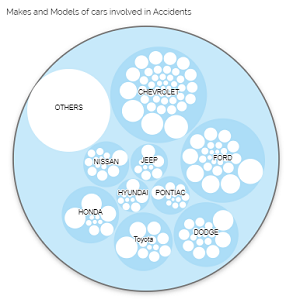 Makes and Models of cars involved in Accidents
CHEVROLET
OTHERS
FORD
NISSAN
JEEP
HYUNDAI
PONTIAC
HONDA
DODGE
Toyota